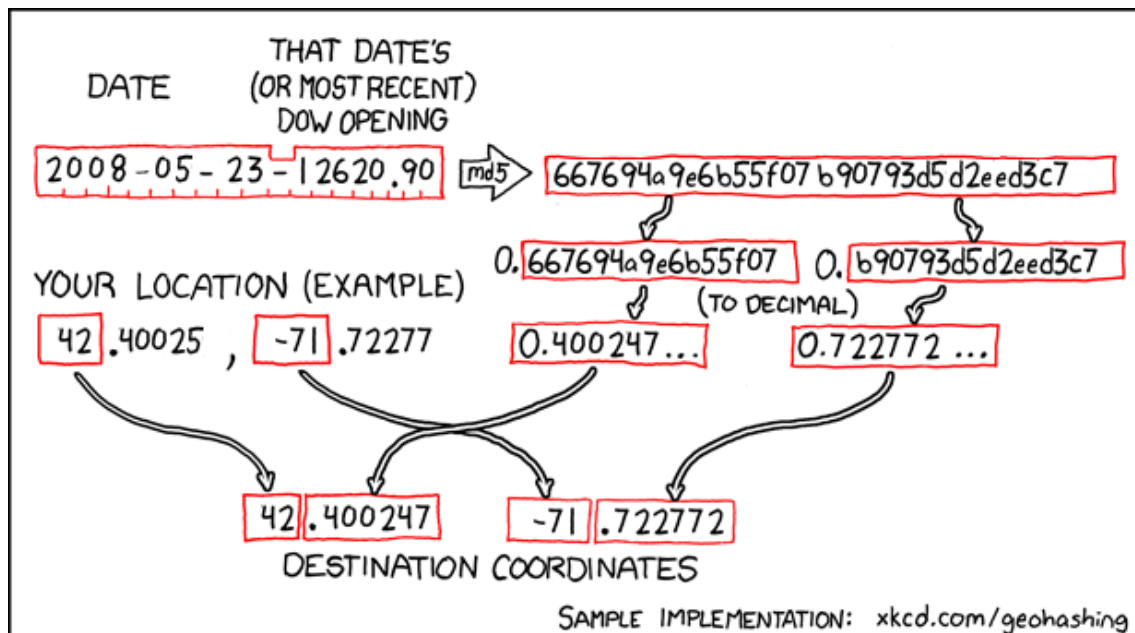 DATE
THAT DATE'S
(OR MOST RECENT)
DOW OPENING
2008-05-23-12620.90
md5
667694a9e6b55f07b90793d5d2eed3c7
0.667694a9e6b55f07
0.b90793d5d2eed3c7
YOUR LOCATION (EXAMPLE)
(TO DECIMAL)
42.40025, -71.72277
0.400247...
0.722772...
42.400247
-71.722772
DESTINATION COORDINATES
SAMPLE IMPLEMENTATION: xkcd.com/geohashing